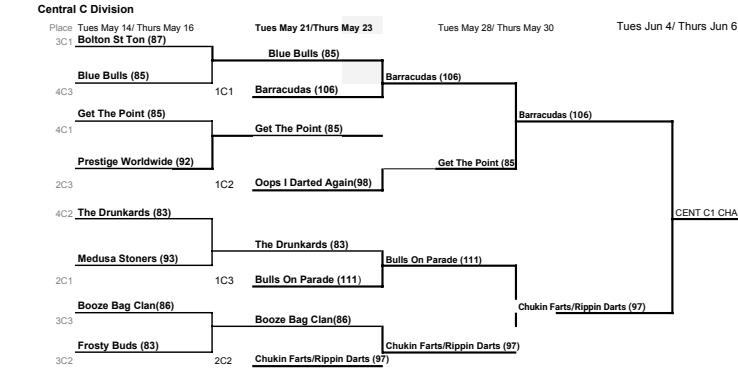 Central C Division
Place Tues May 14/ Thurs May 16 Tues May 21/Thurs May 23 Tues May 28/ Thurs May 30 Tues Jun 4/ Thurs Jun 6
3C1 Bolton St Ton (87)
Blue Bulls (85)
Blue Bulls (85)
Barracudas (106)
4C3 1C1 Barracudas (106)
Get The Point (85)
Barracudas (106)
4C1 Get The Point (85)
Prestige Worldwide (92)
Get The Point (85
2C3 1C2 Oops I Darted Again(98)
4C2 The Drunkards (83)
CENT C1 CHA
The Drunkards (83)
Medusa Stoners (93)
Bulls On Parade (111)
2C1 1C3 Bulls On Parade (111)
Booze Bag Clan(86)
Chukin Farts/Rippin Darts (97)
3C3 Booze Bag Clan(86)
Frosty Buds (83)
Chukin Farts/Rippin Darts (97)
3C2 2C2 Chukin Farts/Rippin Darts (97)